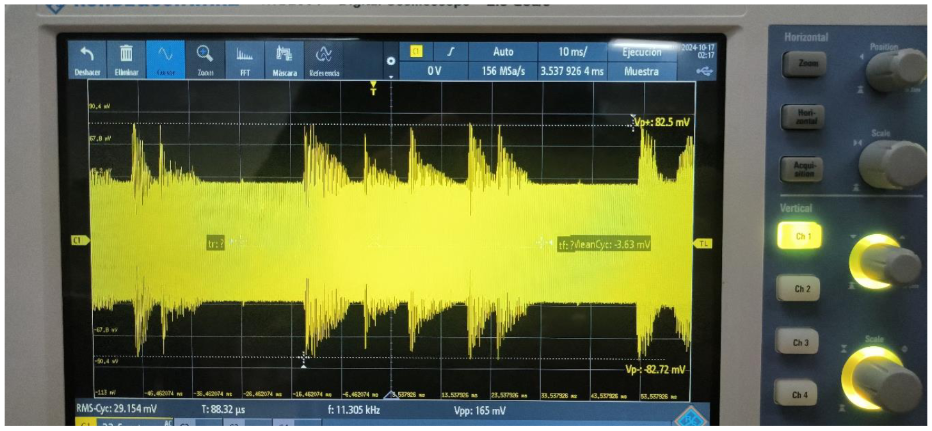 Digital Oscilloscope
Horizontal
Deshacer Eliminar Cursor Zoom FFT Máscara Referencia
C1 Auto 10 ms/ Ejecución 2024-10-17
02:17
0 V 156 MSa/s 3.537 926 4 ms Muestra
Position
Zoom
Hori-
zontal
Scale
Acqui-
sition
Vertical
T
90,4 mV
Vp+: 82.5 mV
67,8 mV
C1 tr: ? tf: ? MeanCyc: -3.63 mV TL
Ch 1
Ch 2
Ch 3
Ch 4
Scale
-67,8 mV
-90,4 mV
Vp-: -82.72 mV
-113 mV -46,462074 ms -36,462074 ms -26,462074 ms -16,462074 ms -6,462074 ms 3,537926 ms 13,537926 ms 23,537926 ms 33,537926 ms 43,537926 ms 53,537926 ms
RMS-Cyc: 29.154 mV T: 88.32 µs f: 11.305 kHz Vpp: 165 mV